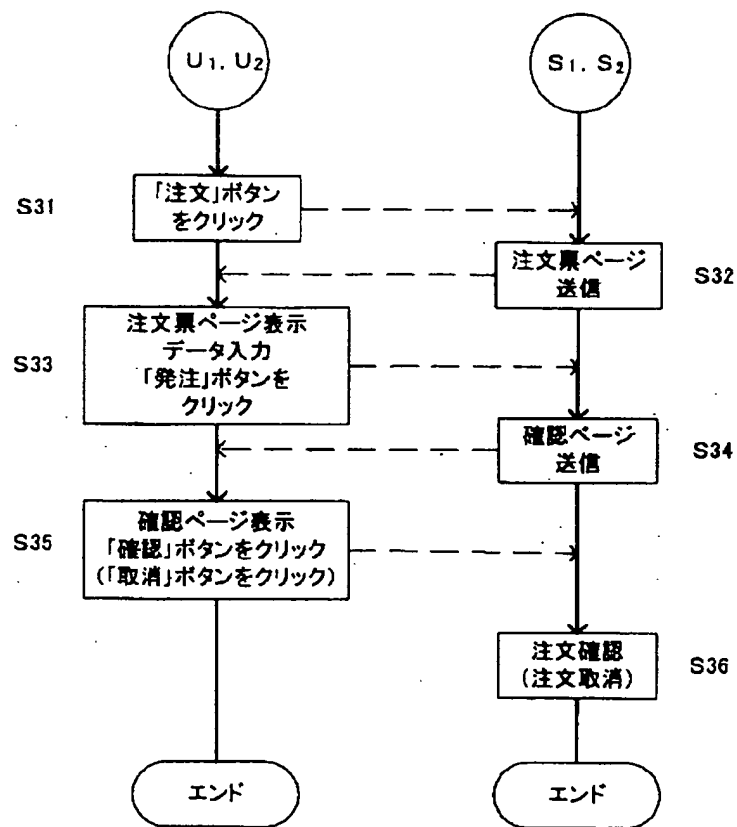 U₁, U₂
S₁, S₂
S31
「注文」ボタン
をクリック
注文票ページ
送信
S32
S33
注文票ページ表示
データ入力
「発注」ボタンを
クリック
確認ページ
送信
S34
S35
確認ページ表示
「確認」ボタンをクリック
(「取消」ボタンをクリック)
注文確認
(注文取消)
S36
エンド
エンド